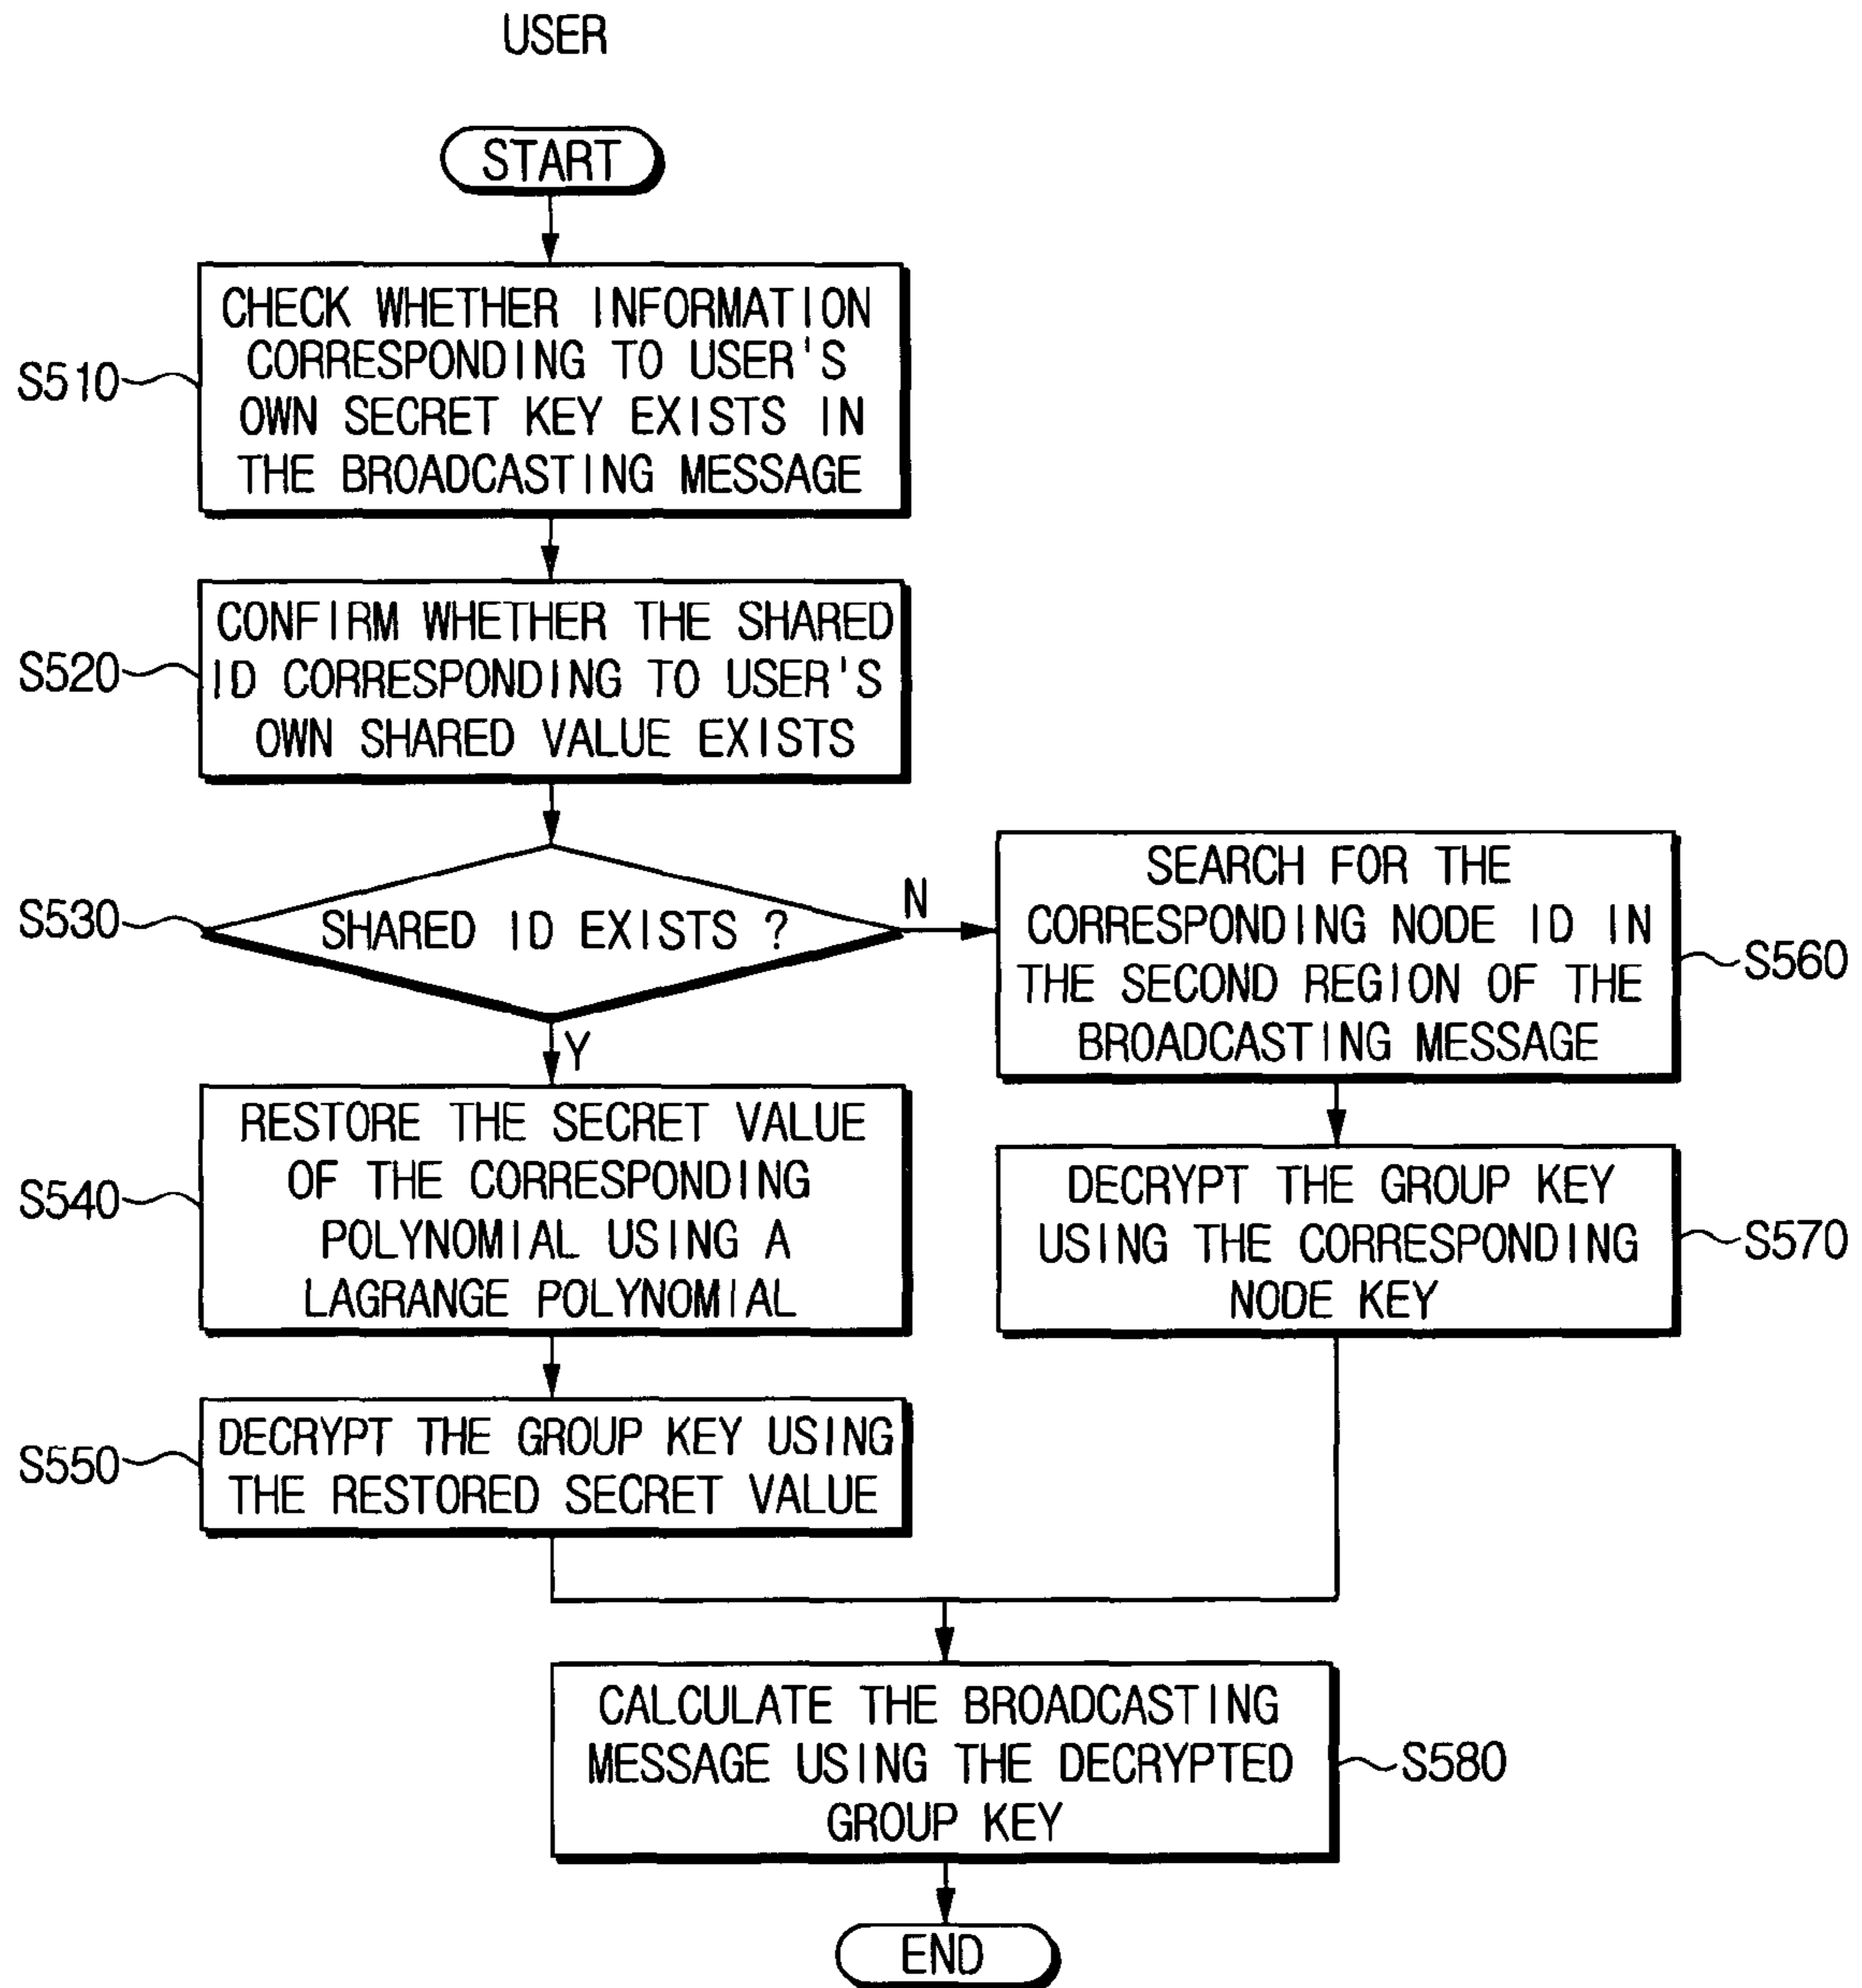 USER
START
S510
CHECK WHETHER INFORMATION
CORRESPONDING TO USER'S
OWN SECRET KEY EXISTS IN
THE BROADCASTING MESSAGE
S520
CONFIRM WHETHER THE SHARED
ID CORRESPONDING TO USER'S
OWN SHARED VALUE EXISTS
S530
SHARED ID EXISTS ?
N
Y
SEARCH FOR THE
CORRESPONDING NODE ID IN
THE SECOND REGION OF THE
BROADCASTING MESSAGE
S560
S540
RESTORE THE SECRET VALUE
OF THE CORRESPONDING
POLYNOMIAL USING A
LAGRANGE POLYNOMIAL
DECRYPT THE GROUP KEY
USING THE CORRESPONDING
NODE KEY
S570
S550
DECRYPT THE GROUP KEY USING
THE RESTORED SECRET VALUE
CALCULATE THE BROADCASTING
MESSAGE USING THE DECRYPTED
GROUP KEY
S580
END